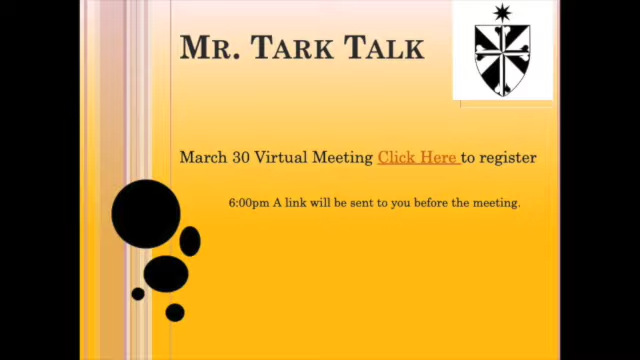 Mr. Tark Talk
March 30 Virtual Meeting Click Here to register
6:00pm A link will be sent to you before the meeting.